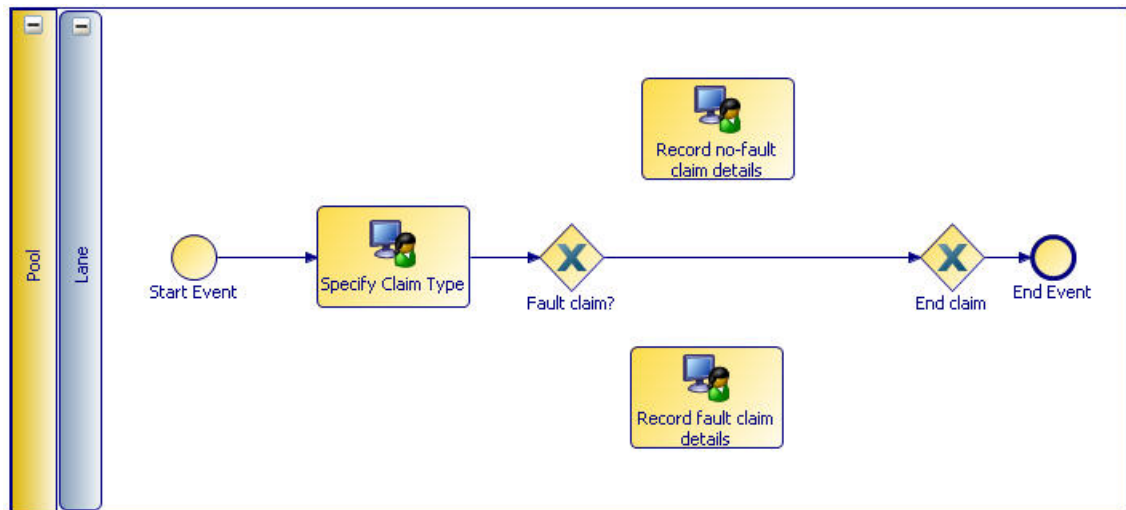 Pool
Lane
Record no-fault
claim details
Start Event
Specify Claim Type
Fault claim?
End claim
End Event
Record fault claim
details